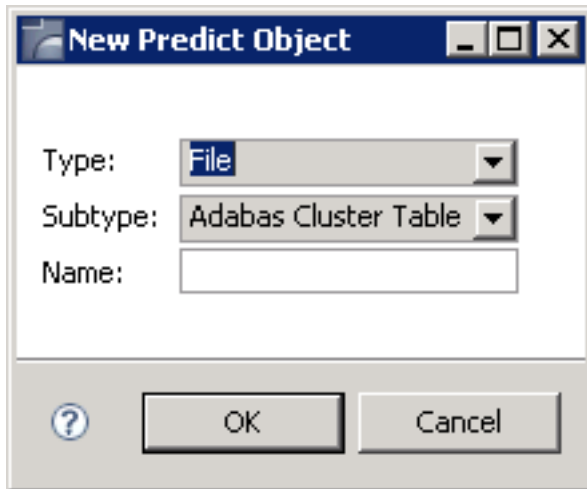 New Predict Object
Type: File
Subtype: Adabas Cluster Table
Name:
? OK Cancel